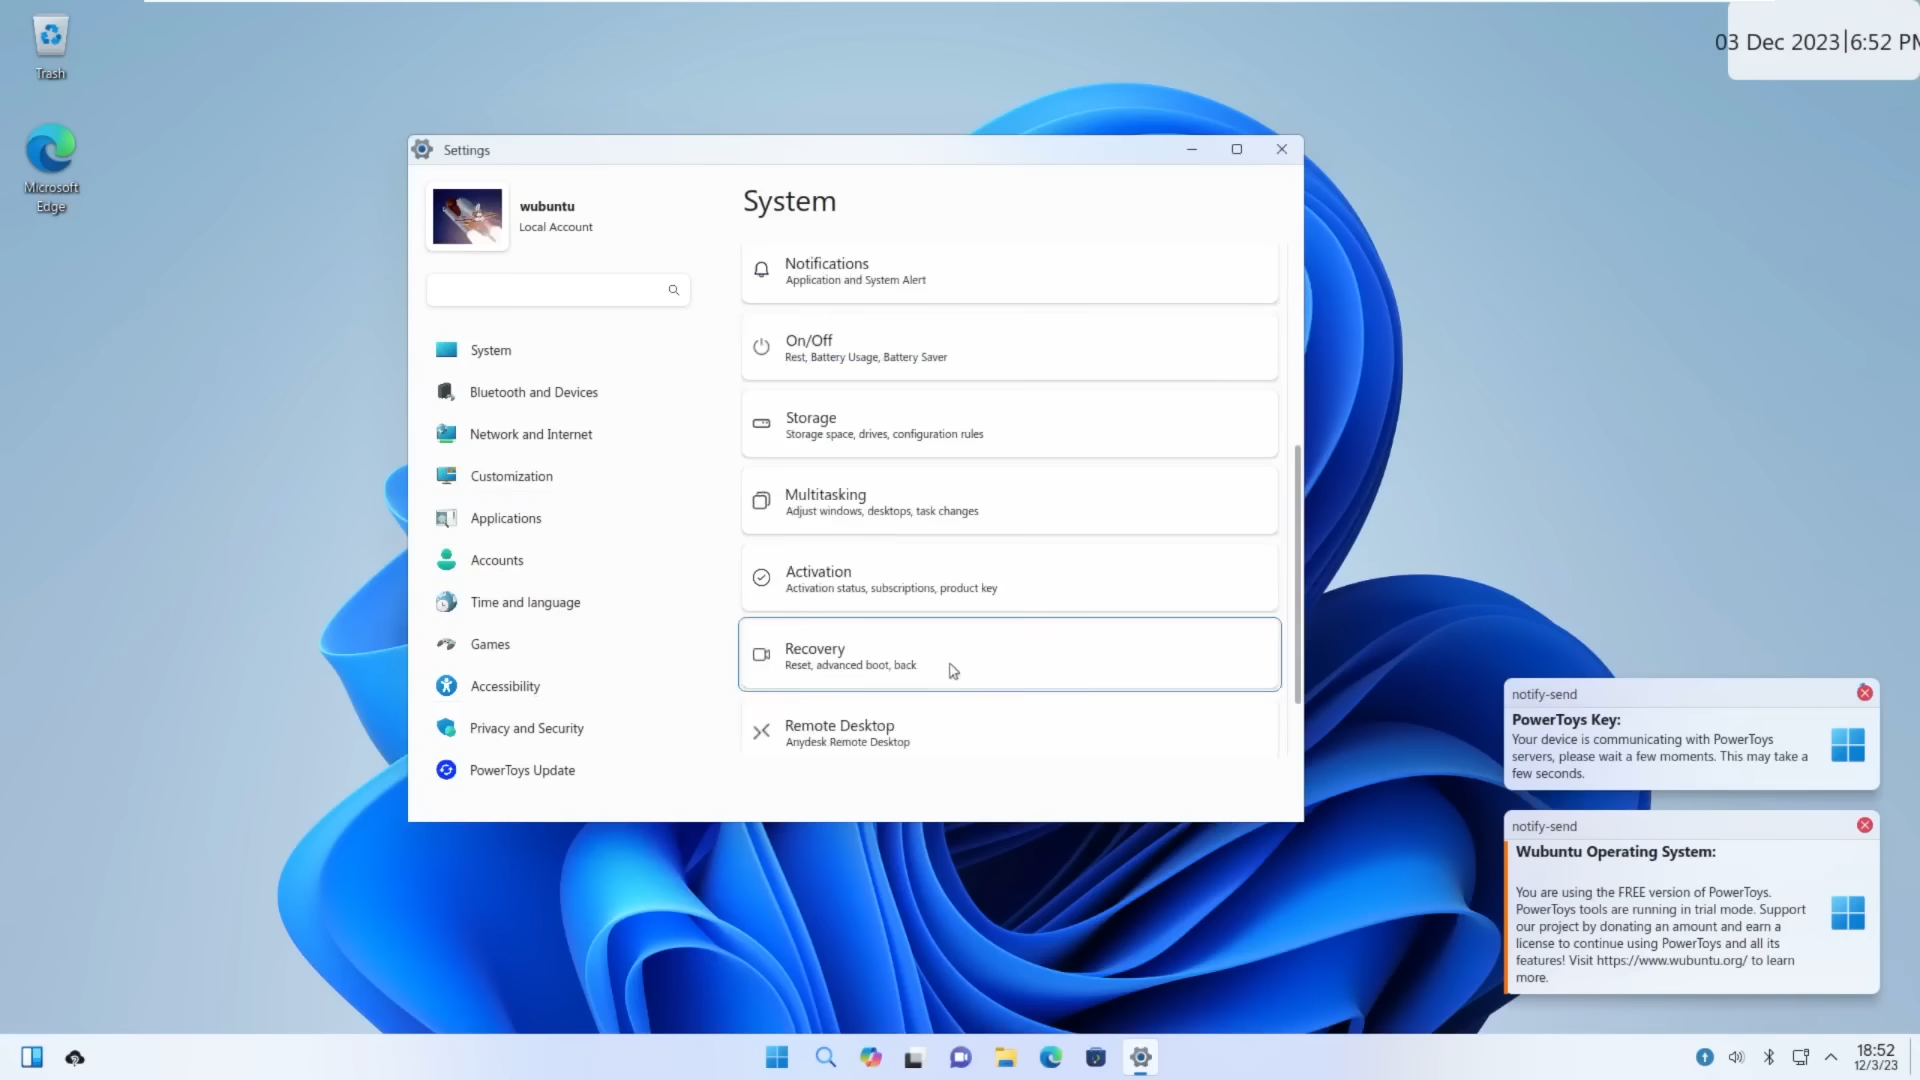 Trash
Microsoft
Edge
03 Dec 2023|6:52 PM
Settings
wubuntu
Local Account
System
Bluetooth and Devices
Network and Internet
Customization
Applications
Accounts
Time and language
Games
Accessibility
Privacy and Security
PowerToys Update
System
Notifications
Application and System Alert
On/Off
Rest, Battery Usage, Battery Saver
Storage
Storage space, drives, configuration rules
Multitasking
Adjust windows, desktops, task changes
Activation
Activation status, subscriptions, product key
Recovery
Reset, advanced boot, back
Remote Desktop
Anydesk Remote Desktop
notify-send
PowerToys Key:
Your device is communicating with PowerToys
servers, please wait a few moments. This may take a
few seconds.
notify-send
Wubuntu Operating System:
You are using the FREE version of PowerToys.
PowerToys tools are running in trial mode. Support
our project by donating an amount and earn a
license to continue using PowerToys and all its
features! Visit https://www.wubuntu.org/ to learn
more.
18:52
12/3/23